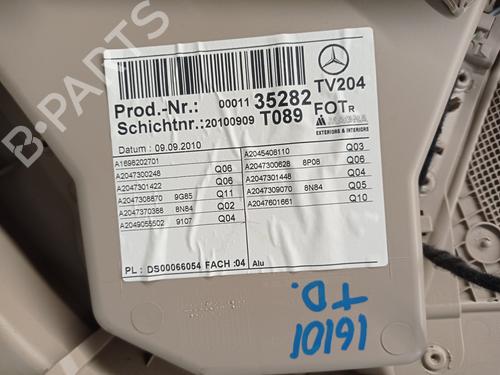 B-PARTS
Prod.-Nr.: 00011 35282 TV204
Schichtnr.:20100909 T089 FOTR
MAGNA
EXTERIORS & INTERIORS
Datum : 09.09.2010
A1698202701
A2047300248 Q06
A2047301422 Q06
A2047308870 9G85 Q11
A2047370388 8N84 Q02
A2049055502 9107 Q04
A2045408110 Q03
A2047300628 8P08 Q06
A2047301448 Q04
A2047309070 8N84 Q05
A2047601661 Q10
PL : DS00066054 FACH :04 Alu
10191
TD.